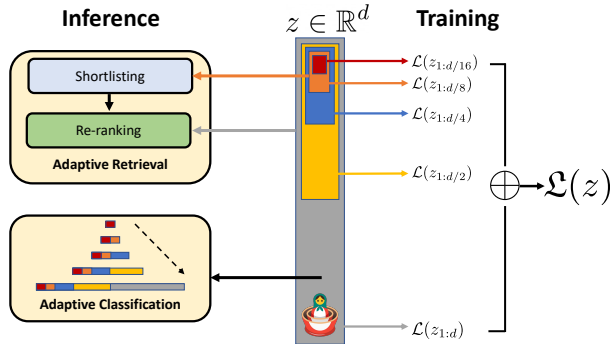 Inference
z ∈ ℝ^d
Training
Shortlisting
Re-ranking
Adaptive Retrieval
Adaptive Classification
ℒ(z_{1:d/16})
ℒ(z_{1:d/8})
ℒ(z_{1:d/4})
ℒ(z_{1:d/2})
ℒ(z_{1:d})
⊕
𝔏(z)